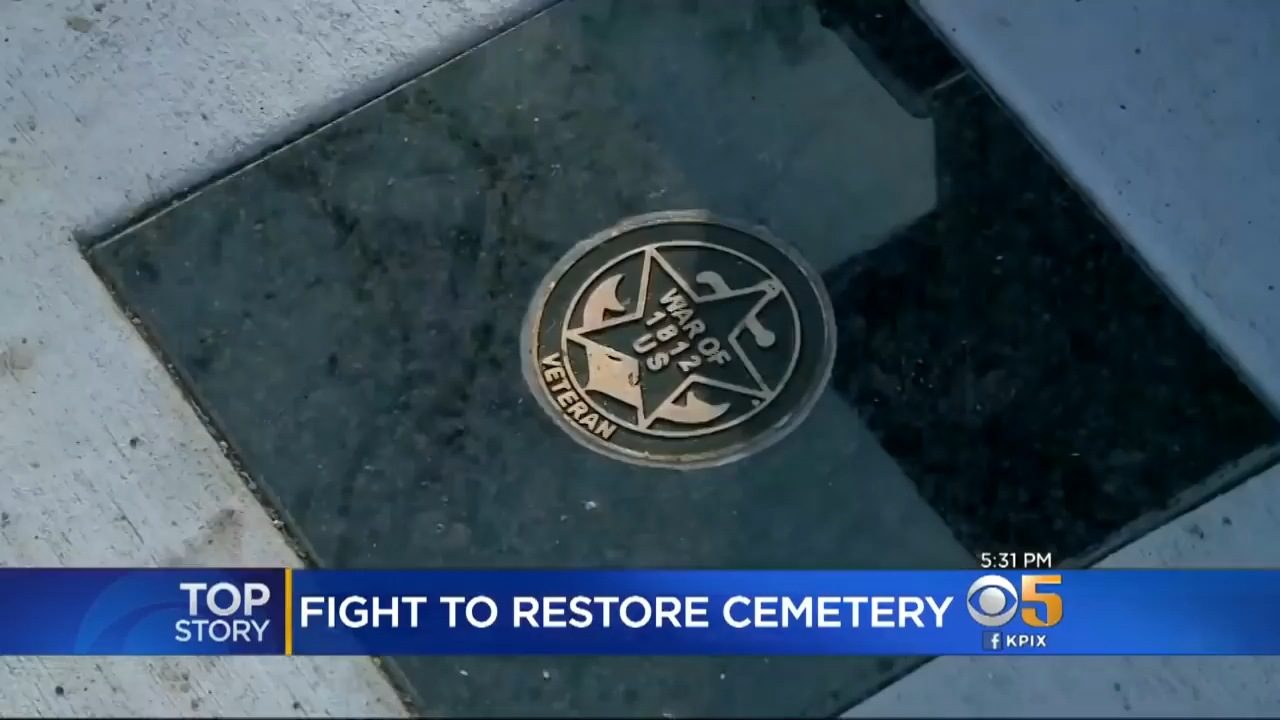 WAR OF
1812
US
VETERAN
5:31 PM
TOP
STORY
FIGHT TO RESTORE CEMETERY
5
f KPIX